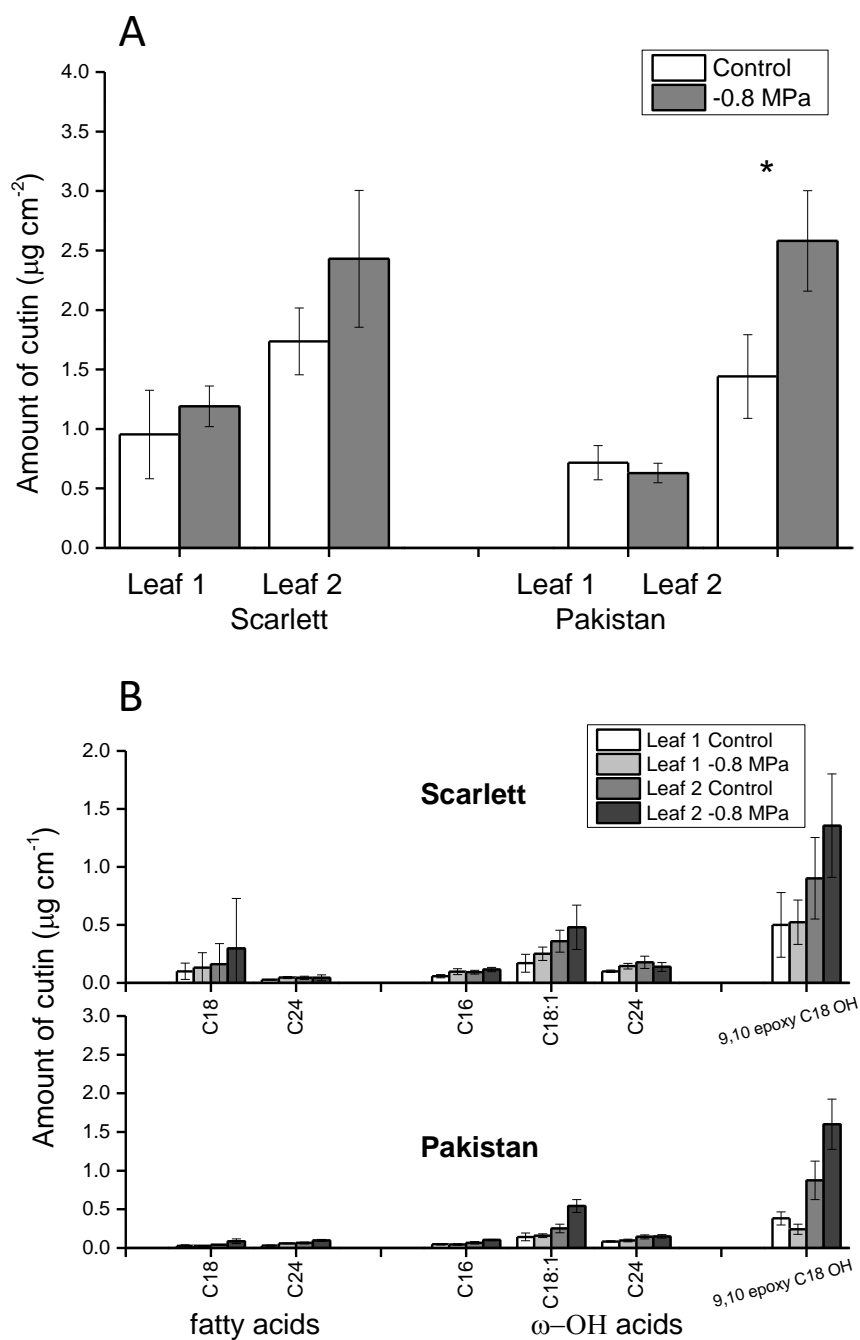 A
4.0
3.5
3.0
2.5
2.0
1.5
1.0
0.5
0.0
Amount of cutin (μg cm⁻²)
Control
-0.8 MPa
*
Leaf 1 Leaf 2 Leaf 1 Leaf 2
Scarlett Pakistan
B
2.0
1.5
1.0
0.5
0.0
Leaf 1 Control
Leaf 1 -0.8 MPa
Leaf 2 Control
Leaf 2 -0.8 MPa
Scarlett
C18 C24 C16 C18:1 C24 9,10 epoxy C18 OH
Amount of cutin (μg cm⁻¹)
3.0
2.5
2.0
1.5
1.0
0.5
0.0
Pakistan
C18 C24 C16 C18:1 C24 9,10 epoxy C18 OH
fatty acids ω–OH acids